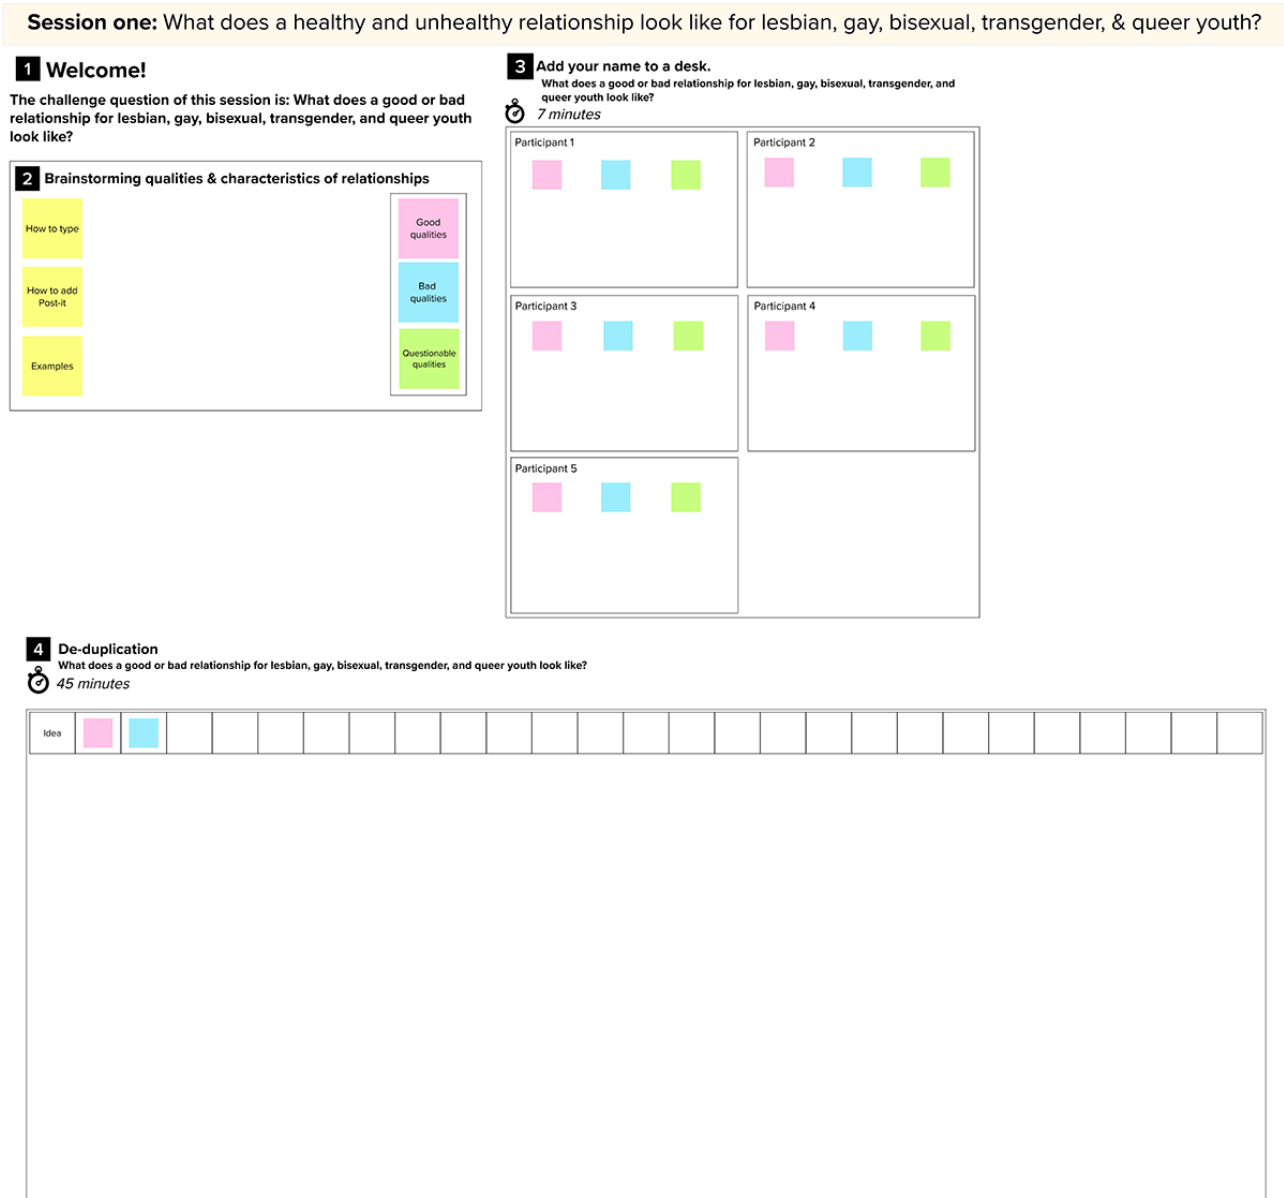 Session one: What does a healthy and unhealthy relationship look like for lesbian, gay, bisexual, transgender, & queer youth?
1 Welcome!
The challenge question of this session is: What does a good or bad
relationship for lesbian, gay, bisexual, transgender, and queer youth
look like?
2 Brainstorming qualities & characteristics of relationships
How to type
How to add
Post-it
Examples
Good
qualities
Bad
qualities
Questionable
qualities
3 Add your name to a desk.
What does a good or bad relationship for lesbian, gay, bisexual, transgender, and
queer youth look like?
7 minutes
Participant 1
Participant 2
Participant 3
Participant 4
Participant 5
4 De-duplication
What does a good or bad relationship for lesbian, gay, bisexual, transgender, and queer youth look like?
45 minutes
Idea